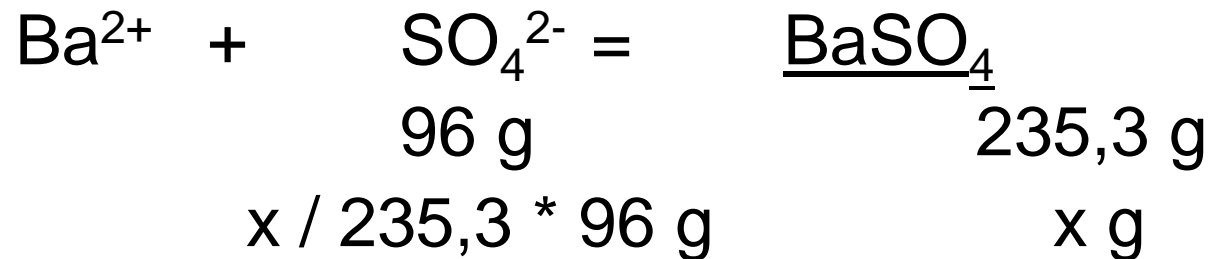 Ba²⁺ + SO₄²⁻ = BaSO₄
96 g 235,3 g
x / 235,3 * 96 g x g